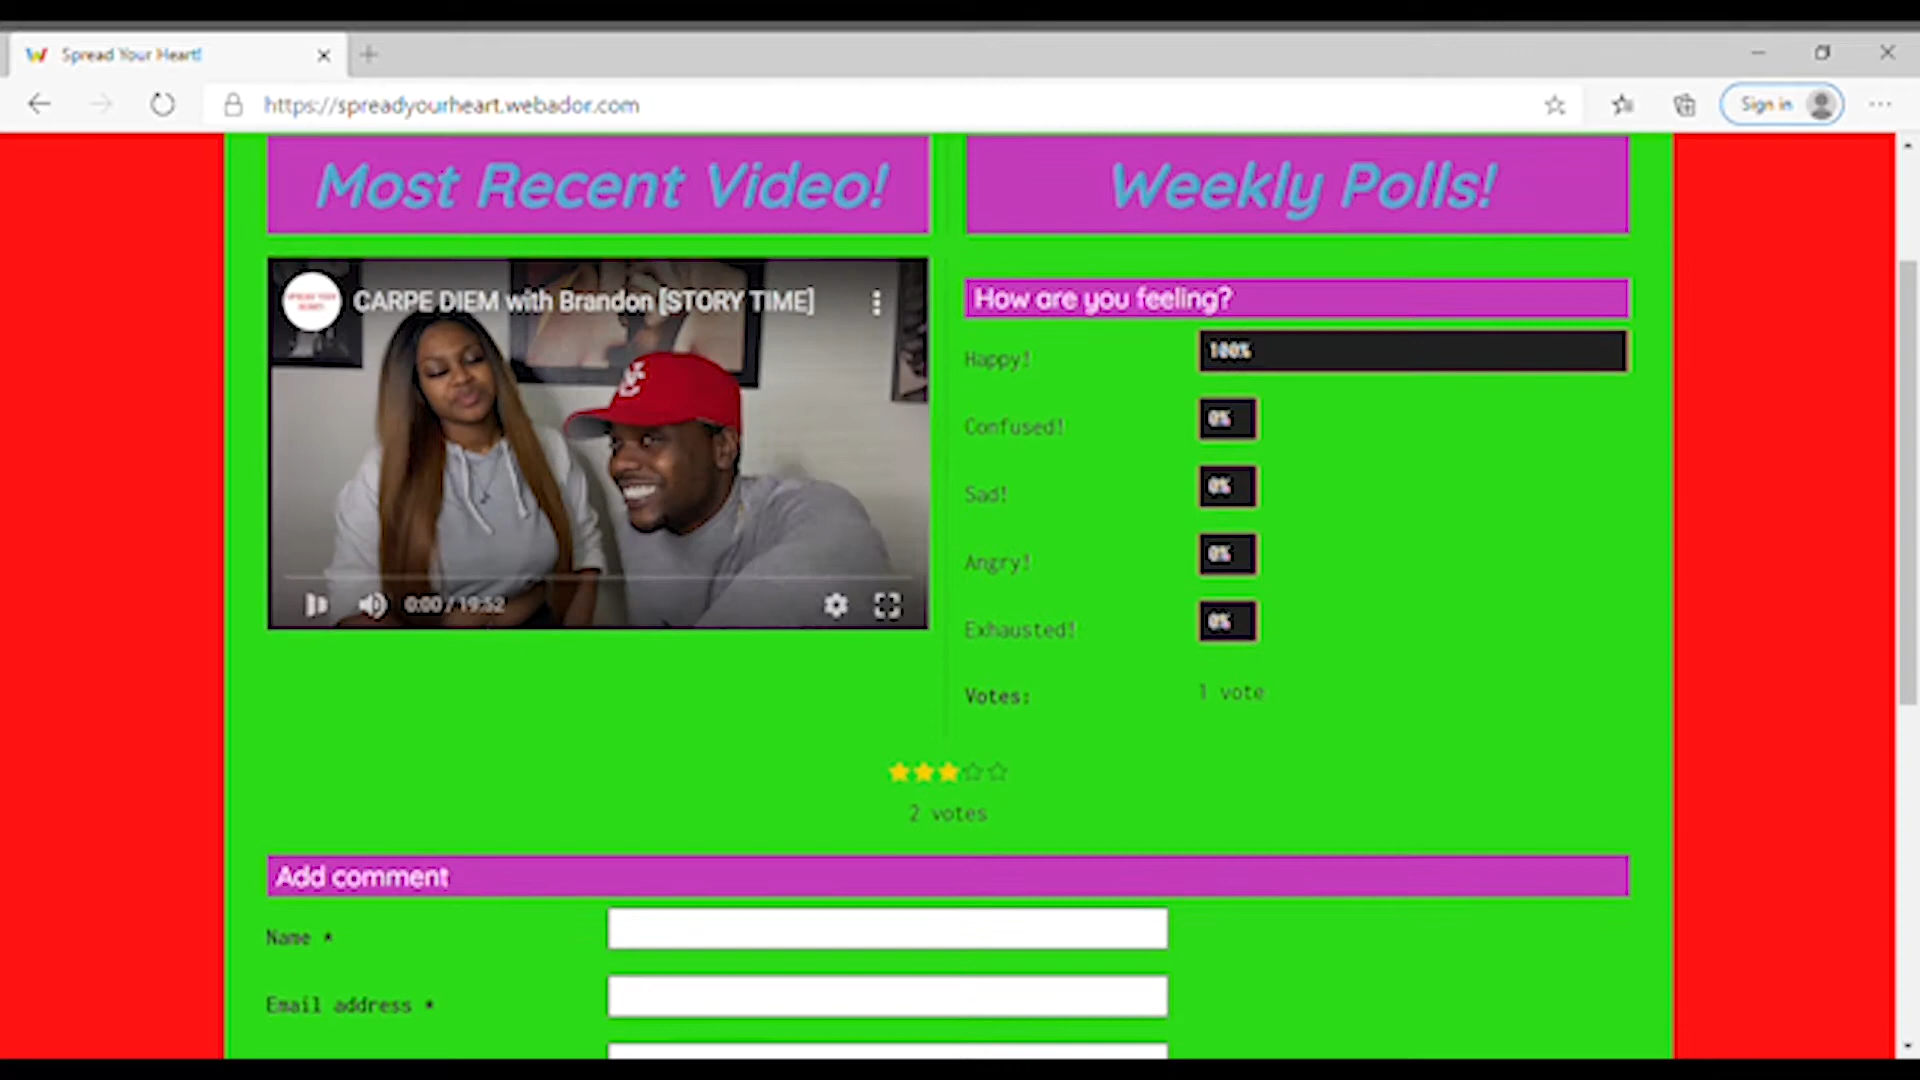 Spread Your Heart!
https://spreadyourheart.webador.com
Sign in
Most Recent Video!
Weekly Polls!
CARPE DIEM with Brandon [STORY TIME]
0:00 / 19:52
How are you feeling?
Happy!
100%
Confused!
0%
Sad!
0%
Angry!
0%
Exhausted!
0%
Votes:
1 vote
2 votes
Add comment
Name *
Email address *